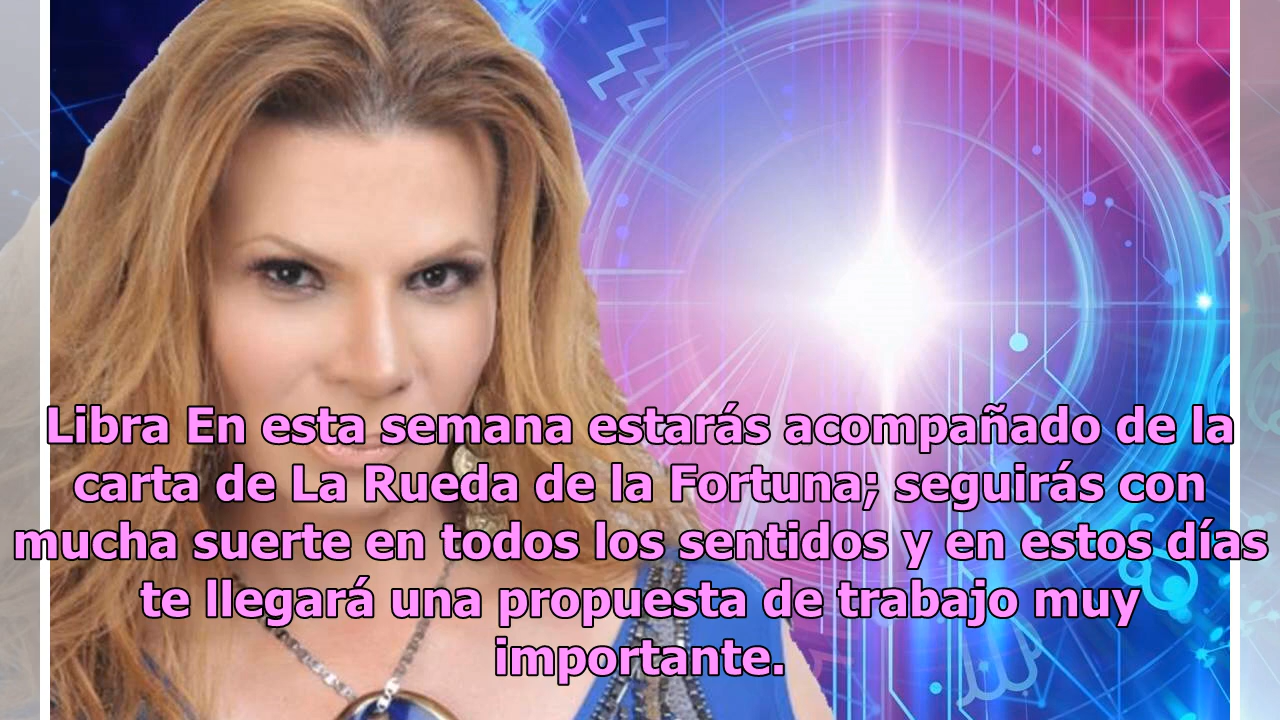 Libra En esta semana estarás acompañado de la
carta de La Rueda de la Fortuna; seguirás con
mucha suerte en todos los sentidos y en estos días
te llegará una propuesta de trabajo muy
importante.